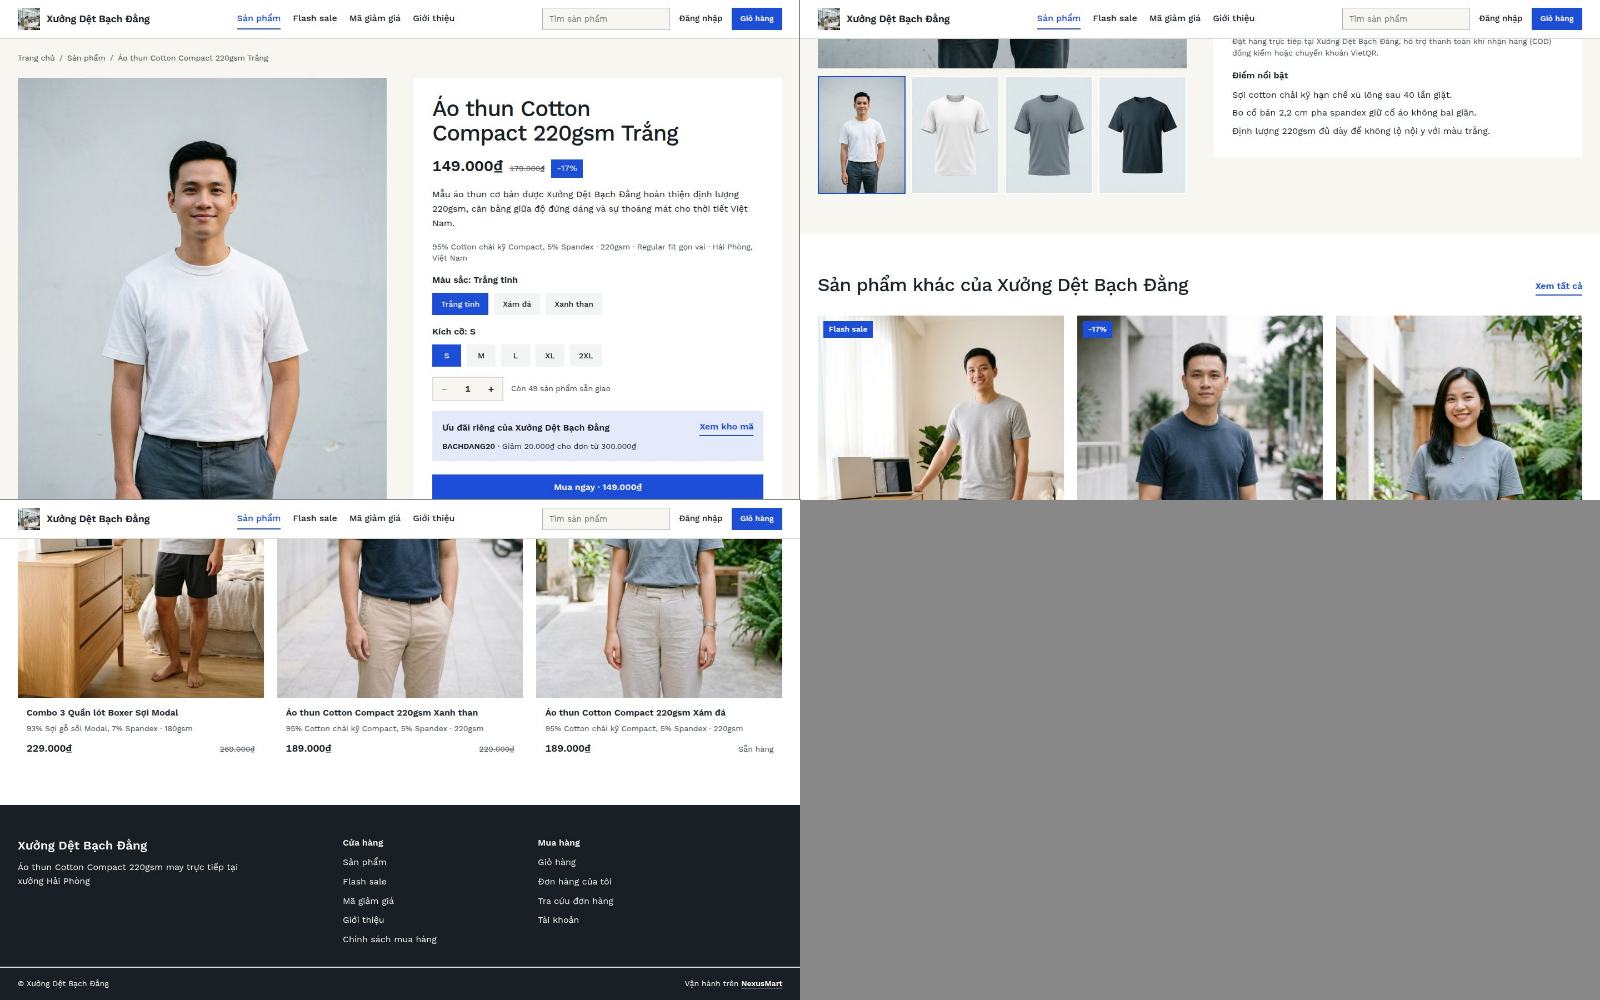 Xưởng Dệt Bạch Đằng
Sản phẩm
Flash sale
Mã giảm giá
Giới thiệu
Tìm sản phẩm
Đăng nhập
Giỏ hàng
Trang chủ / Sản phẩm / Áo thun Cotton Compact 220gsm Trắng
Áo thun Cotton
Compact 220gsm Trắng
149.000₫ 179.000₫ -17%
Mẫu áo thun cơ bản được Xưởng Dệt Bạch Đằng hoàn thiện định lượng
220gsm, cân bằng giữa độ đứng dáng và sự thoáng mát cho thời tiết Việt
Nam.
95% Cotton chải kỹ Compact, 5% Spandex · 220gsm · Regular fit gọn vai · Hải Phòng,
Việt Nam
Màu sắc: Trắng tinh
Trắng tinh
Xám đá
Xanh than
Kích cỡ: S
S
M
L
XL
2XL
− 1 +
Còn 49 sản phẩm sẵn giao
Ưu đãi riêng của Xưởng Dệt Bạch Đằng
Xem kho mã
BACHDANG20 · Giảm 20.000₫ cho đơn từ 300.000₫
Mua ngay · 149.000₫
Xưởng Dệt Bạch Đằng
Sản phẩm
Flash sale
Mã giảm giá
Giới thiệu
Tìm sản phẩm
Đăng nhập
Giỏ hàng
Đặt hàng trực tiếp tại Xưởng Dệt Bạch Đằng, hỗ trợ thanh toán khi nhận hàng (COD)
đồng kiểm hoặc chuyển khoản VietQR.
Điểm nổi bật
Sợi cotton chải kỹ hạn chế xù lông sau 40 lần giặt.
Bo cổ bản 2,2 cm pha spandex giữ cổ áo không bai giãn.
Định lượng 220gsm đủ dày để không lộ nội y với màu trắng.
Sản phẩm khác của Xưởng Dệt Bạch Đằng
Xem tất cả
Flash sale
-17%
Xưởng Dệt Bạch Đằng
Sản phẩm
Flash sale
Mã giảm giá
Giới thiệu
Tìm sản phẩm
Đăng nhập
Giỏ hàng
Combo 3 Quần lót Boxer Sợi Modal
93% Sợi gỗ sồi Modal, 7% Spandex · 180gsm
229.000₫ 269.000₫
Áo thun Cotton Compact 220gsm Xanh than
95% Cotton chải kỹ Compact, 5% Spandex · 220gsm
189.000₫ 229.000₫
Áo thun Cotton Compact 220gsm Xám đá
95% Cotton chải kỹ Compact, 5% Spandex · 220gsm
189.000₫ Sẵn hàng
Xưởng Dệt Bạch Đằng
Áo thun Cotton Compact 220gsm may trực tiếp tại
xưởng Hải Phòng
Cửa hàng
Sản phẩm
Flash sale
Mã giảm giá
Giới thiệu
Chính sách mua hàng
Mua hàng
Giỏ hàng
Đơn hàng của tôi
Tra cứu đơn hàng
Tài khoản
© Xưởng Dệt Bạch Đằng
Vận hành trên NexusMart